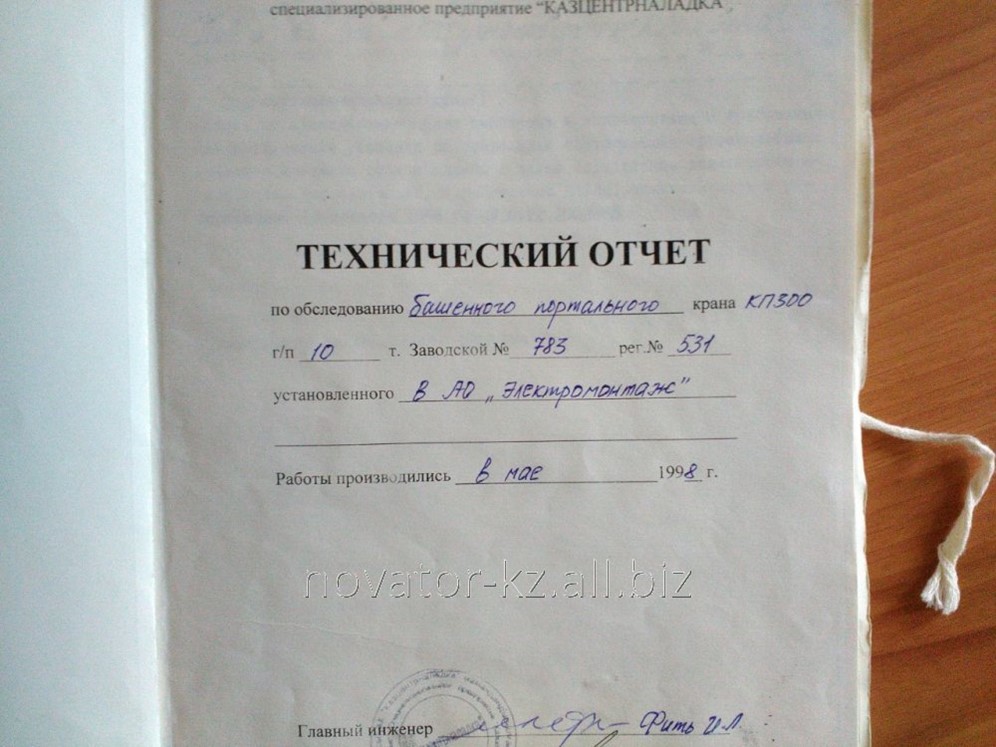 специализированное предприятие "КАЗЦЕНТРНАЛАДКА"
ТЕХНИЧЕСКИЙ ОТЧЕТ
по обследованию башенного портального крана КП300
г/п 10 т. Заводской № 783 рег.№ 531
установленного в АО „Электромонтаж"
Работы производились в мае 1998 г.
novator-kz.all.biz
Главный инженер Фить И.Л.